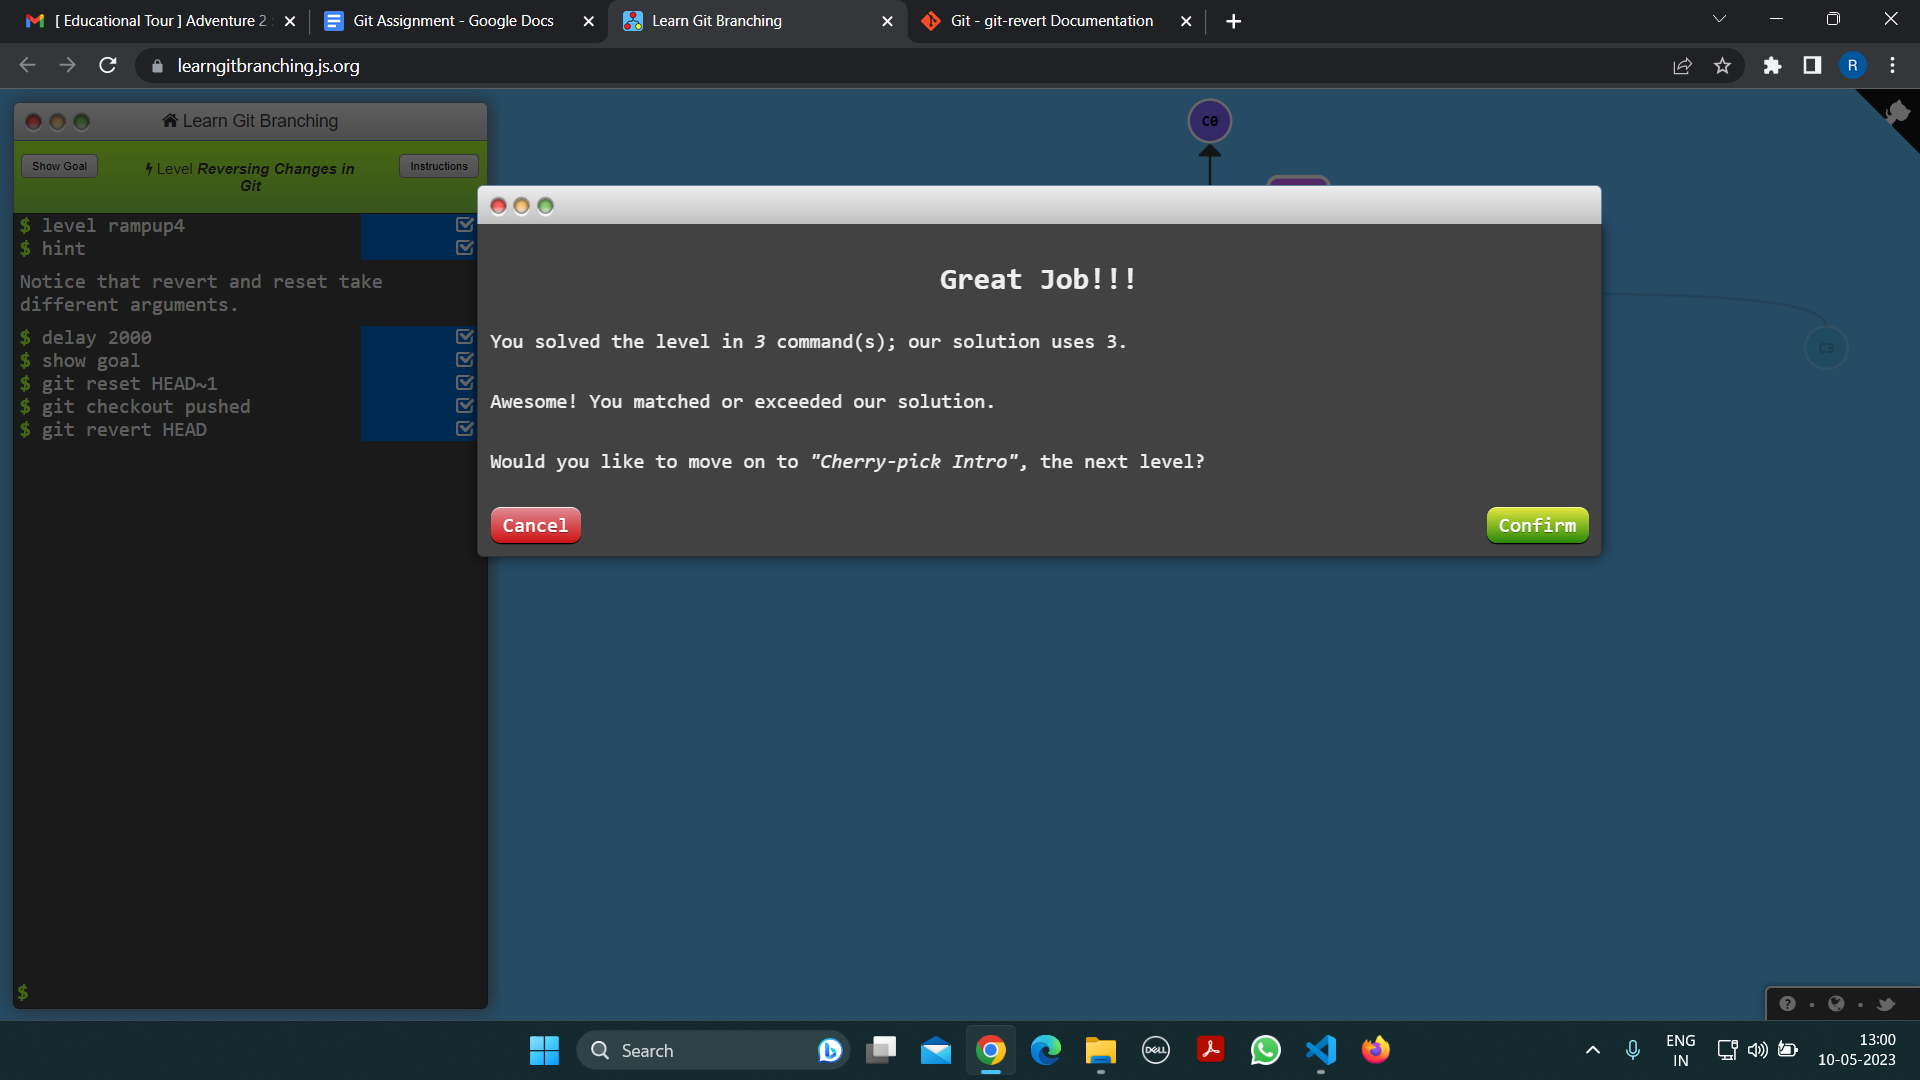 [ Educational Tour ] Adventure 2
Git Assignment - Google Docs
Learn Git Branching
Git - git-revert Documentation
learngitbranching.js.org
R
Learn Git Branching
Show Goal
Level Reversing Changes in
Git
Instructions
$ level rampup4
$ hint
Notice that revert and reset take
different arguments.
$ delay 2000
$ show goal
$ git reset HEAD~1
$ git checkout pushed
$ git revert HEAD
$
C0
C3
Great Job!!!
You solved the level in 3 command(s); our solution uses 3.
Awesome! You matched or exceeded our solution.
Would you like to move on to "Cherry-pick Intro", the next level?
Cancel
Confirm
Search
DELL
ENG
IN
13:00
10-05-2023